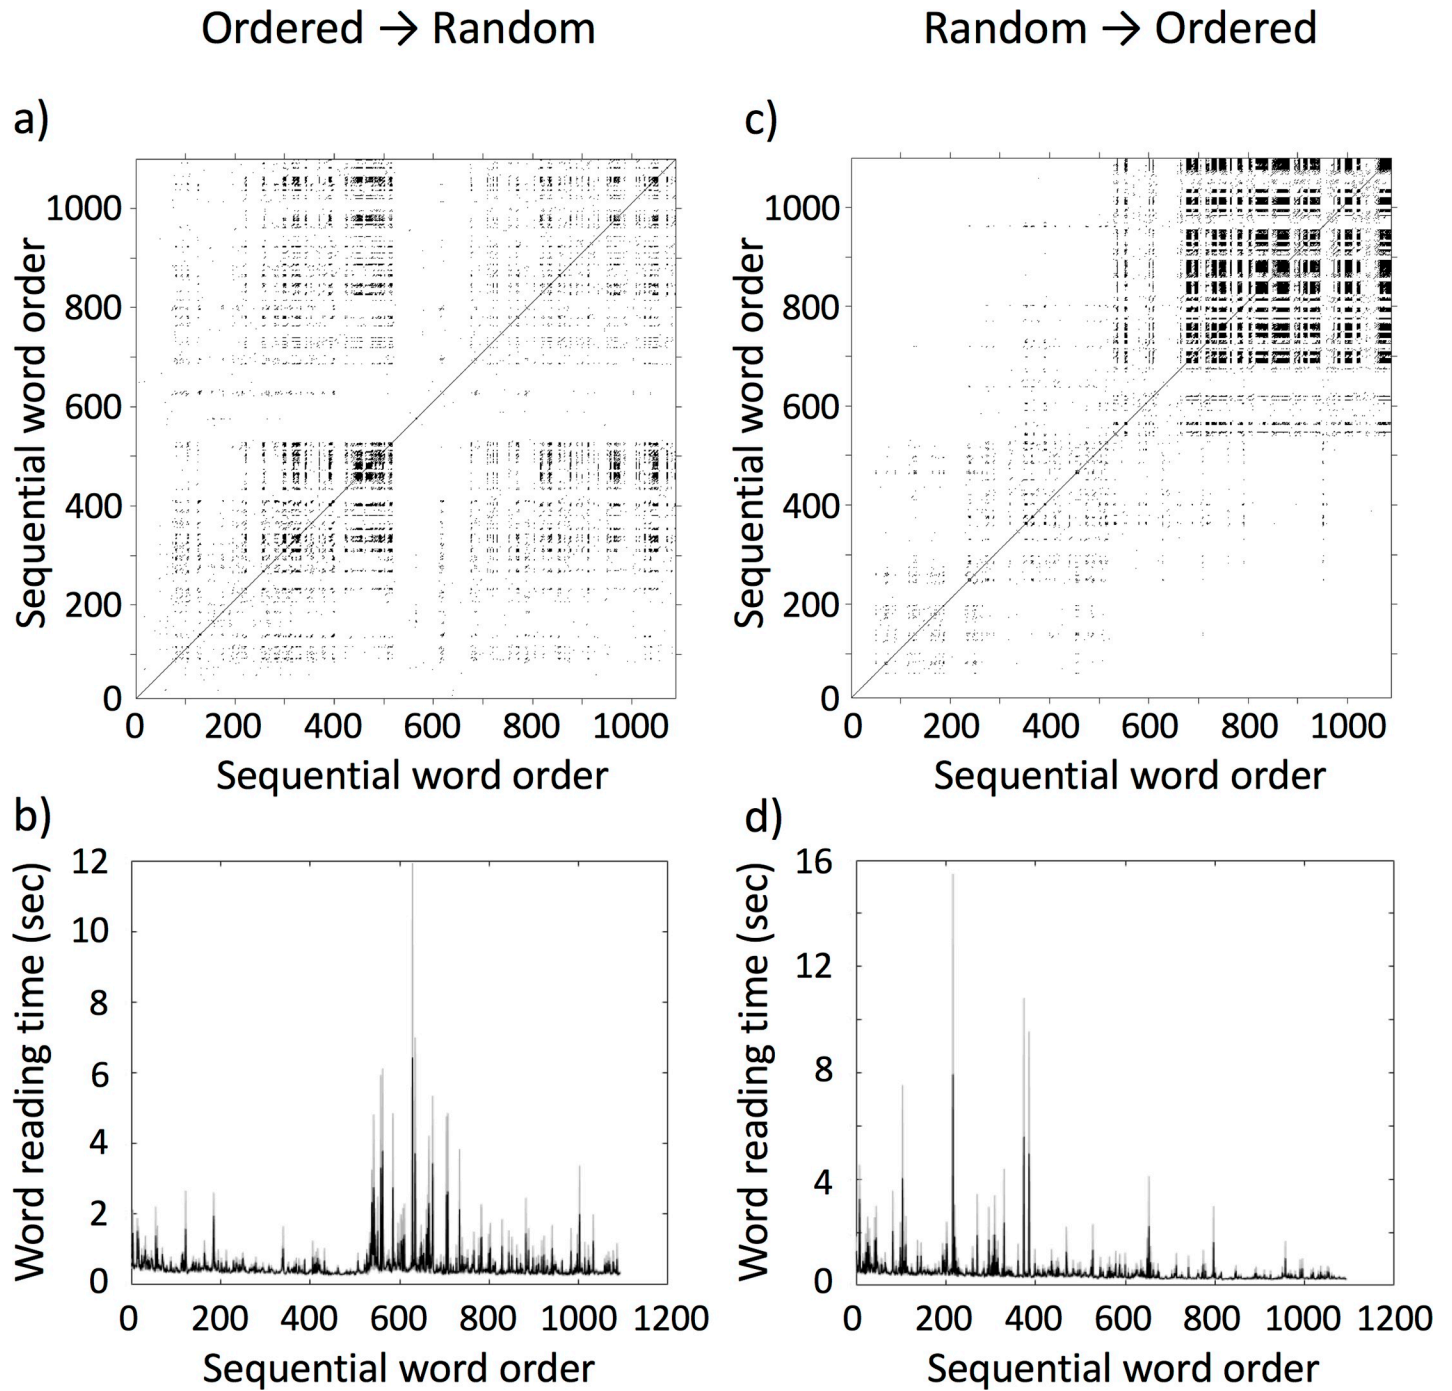 Ordered → Random
Random → Ordered
a)
c)
Sequential word order
1000
800
600
400
200
0
0 200 400 600 800 1000
Sequential word order
Sequential word order
1000
800
600
400
200
0
0 200 400 600 800 1000
Sequential word order
b)
d)
Word reading time (sec)
12
10
8
6
4
2
0
0 200 400 600 800 1000 1200
Sequential word order
Word reading time (sec)
16
12
8
4
0
0 200 400 600 800 1000 1200
Sequential word order